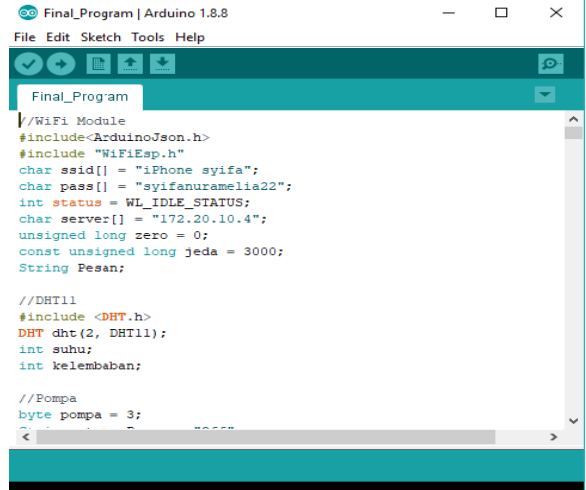 Final_Program | Arduino 1.8.8
File Edit Sketch Tools Help
Final_Program
//WiFi Module
#include<ArduinoJson.h>
#include "WiFiEsp.h"
char ssid[] = "iPhone syifa";
char pass[] = "syifanuramelia22";
int status = WL_IDLE_STATUS;
char server[] = "172.20.10.4";
unsigned long zero = 0;
const unsigned long jeda = 3000;
String Pesan;
//DHT11
#include <DHT.h>
DHT dht(2, DHT11);
int suhu;
int kelembaban;
//Pompa
byte pompa = 3;